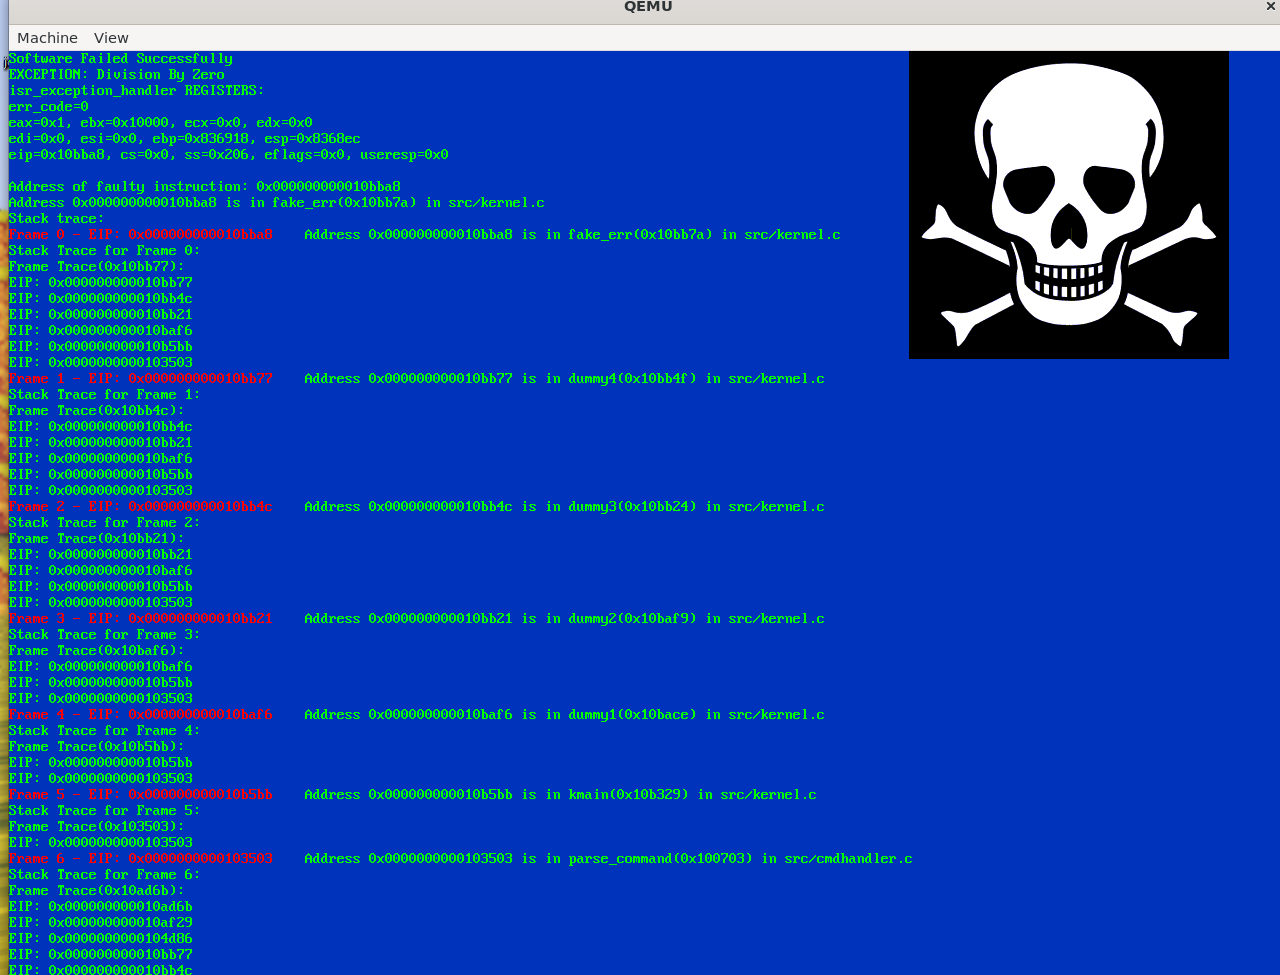 QEMU
Machine View
Software Failed Successfully
EXCEPTION: Division By Zero
isr_exception_handler REGISTERS:
err_code=0
eax=0x1, ebx=0x10000, ecx=0x0, edx=0x0
edi=0x0, esi=0x0, ebp=0x836918, esp=0x8368ec
eip=0x10bba8, cs=0x0, ss=0x206, eflags=0x0, useresp=0x0
Address of faulty instruction: 0x000000000010bba8
Address 0x000000000010bba8 is in fake_err(0x10bb7a) in src/kernel.c
Stack trace:
Frame 0 - EIP: 0x000000000010bba8    Address 0x000000000010bba8 is in fake_err(0x10bb7a) in src/kernel.c
Stack Trace for Frame 0:
Frame Trace(0x10bb77):
EIP: 0x000000000010bb77
EIP: 0x000000000010bb4c
EIP: 0x000000000010bb21
EIP: 0x000000000010baf6
EIP: 0x000000000010b5bb
EIP: 0x0000000000103503
Frame 1 - EIP: 0x000000000010bb77    Address 0x000000000010bb77 is in dummy4(0x10bb4f) in src/kernel.c
Stack Trace for Frame 1:
Frame Trace(0x10bb4c):
EIP: 0x000000000010bb4c
EIP: 0x000000000010bb21
EIP: 0x000000000010baf6
EIP: 0x000000000010b5bb
EIP: 0x0000000000103503
Frame 2 - EIP: 0x000000000010bb4c    Address 0x000000000010bb4c is in dummy3(0x10bb24) in src/kernel.c
Stack Trace for Frame 2:
Frame Trace(0x10bb21):
EIP: 0x000000000010bb21
EIP: 0x000000000010baf6
EIP: 0x000000000010b5bb
EIP: 0x0000000000103503
Frame 3 - EIP: 0x000000000010bb21    Address 0x000000000010bb21 is in dummy2(0x10baf9) in src/kernel.c
Stack Trace for Frame 3:
Frame Trace(0x10baf6):
EIP: 0x000000000010baf6
EIP: 0x000000000010b5bb
EIP: 0x0000000000103503
Frame 4 - EIP: 0x000000000010baf6    Address 0x000000000010baf6 is in dummy1(0x10bace) in src/kernel.c
Stack Trace for Frame 4:
Frame Trace(0x10b5bb):
EIP: 0x000000000010b5bb
EIP: 0x0000000000103503
Frame 5 - EIP: 0x000000000010b5bb    Address 0x000000000010b5bb is in kmain(0x10b329) in src/kernel.c
Stack Trace for Frame 5:
Frame Trace(0x103503):
EIP: 0x0000000000103503
Frame 6 - EIP: 0x0000000000103503    Address 0x0000000000103503 is in parse_command(0x100703) in src/cmdhandler.c
Stack Trace for Frame 6:
Frame Trace(0x10ad6b):
EIP: 0x000000000010ad6b
EIP: 0x000000000010af29
EIP: 0x0000000000104d86
EIP: 0x000000000010bb77
EIP: 0x000000000010bb4c